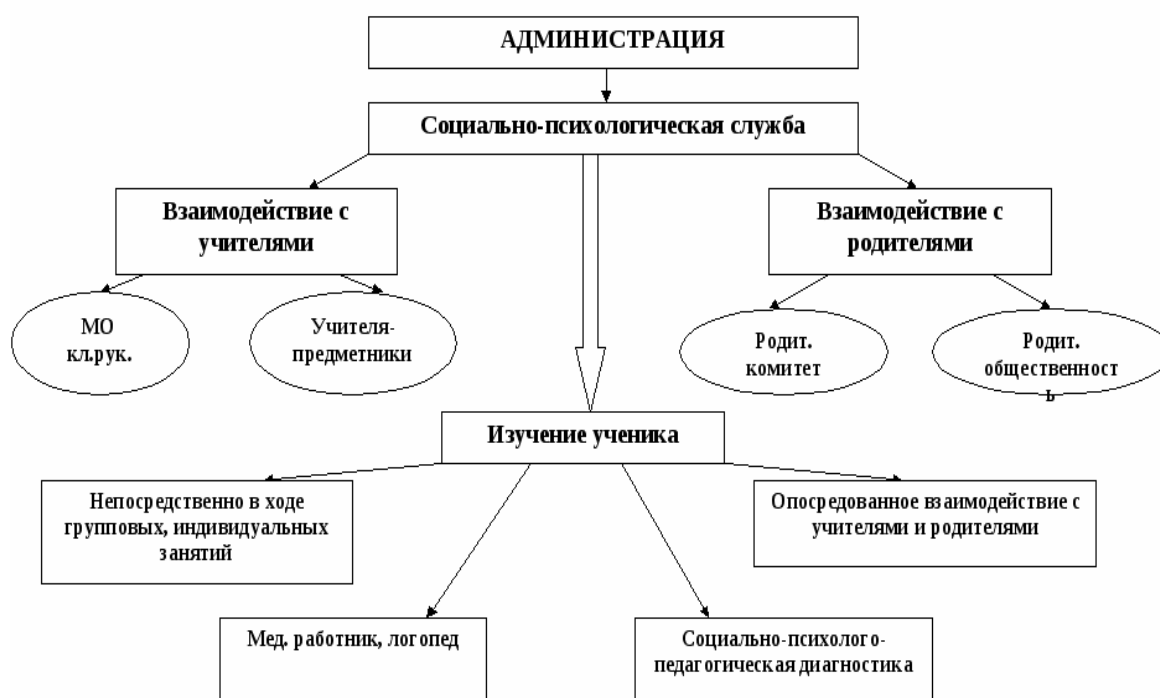 АДМИНИСТРАЦИЯ
Социально-психологическая служба
Взаимодействие с
учителями
Взаимодействие с
родителями
МО
кл.рук.
Учителя-
предметники
Родит.
комитет
Родит.
общественност
ь
Изучение ученика
Непосредственно в ходе
групповых, индивидуальных
занятий
Опосредованное взаимодействие с
учителями и родителями
Мед. работник, логопед
Социально-психолого-
педагогическая диагностика